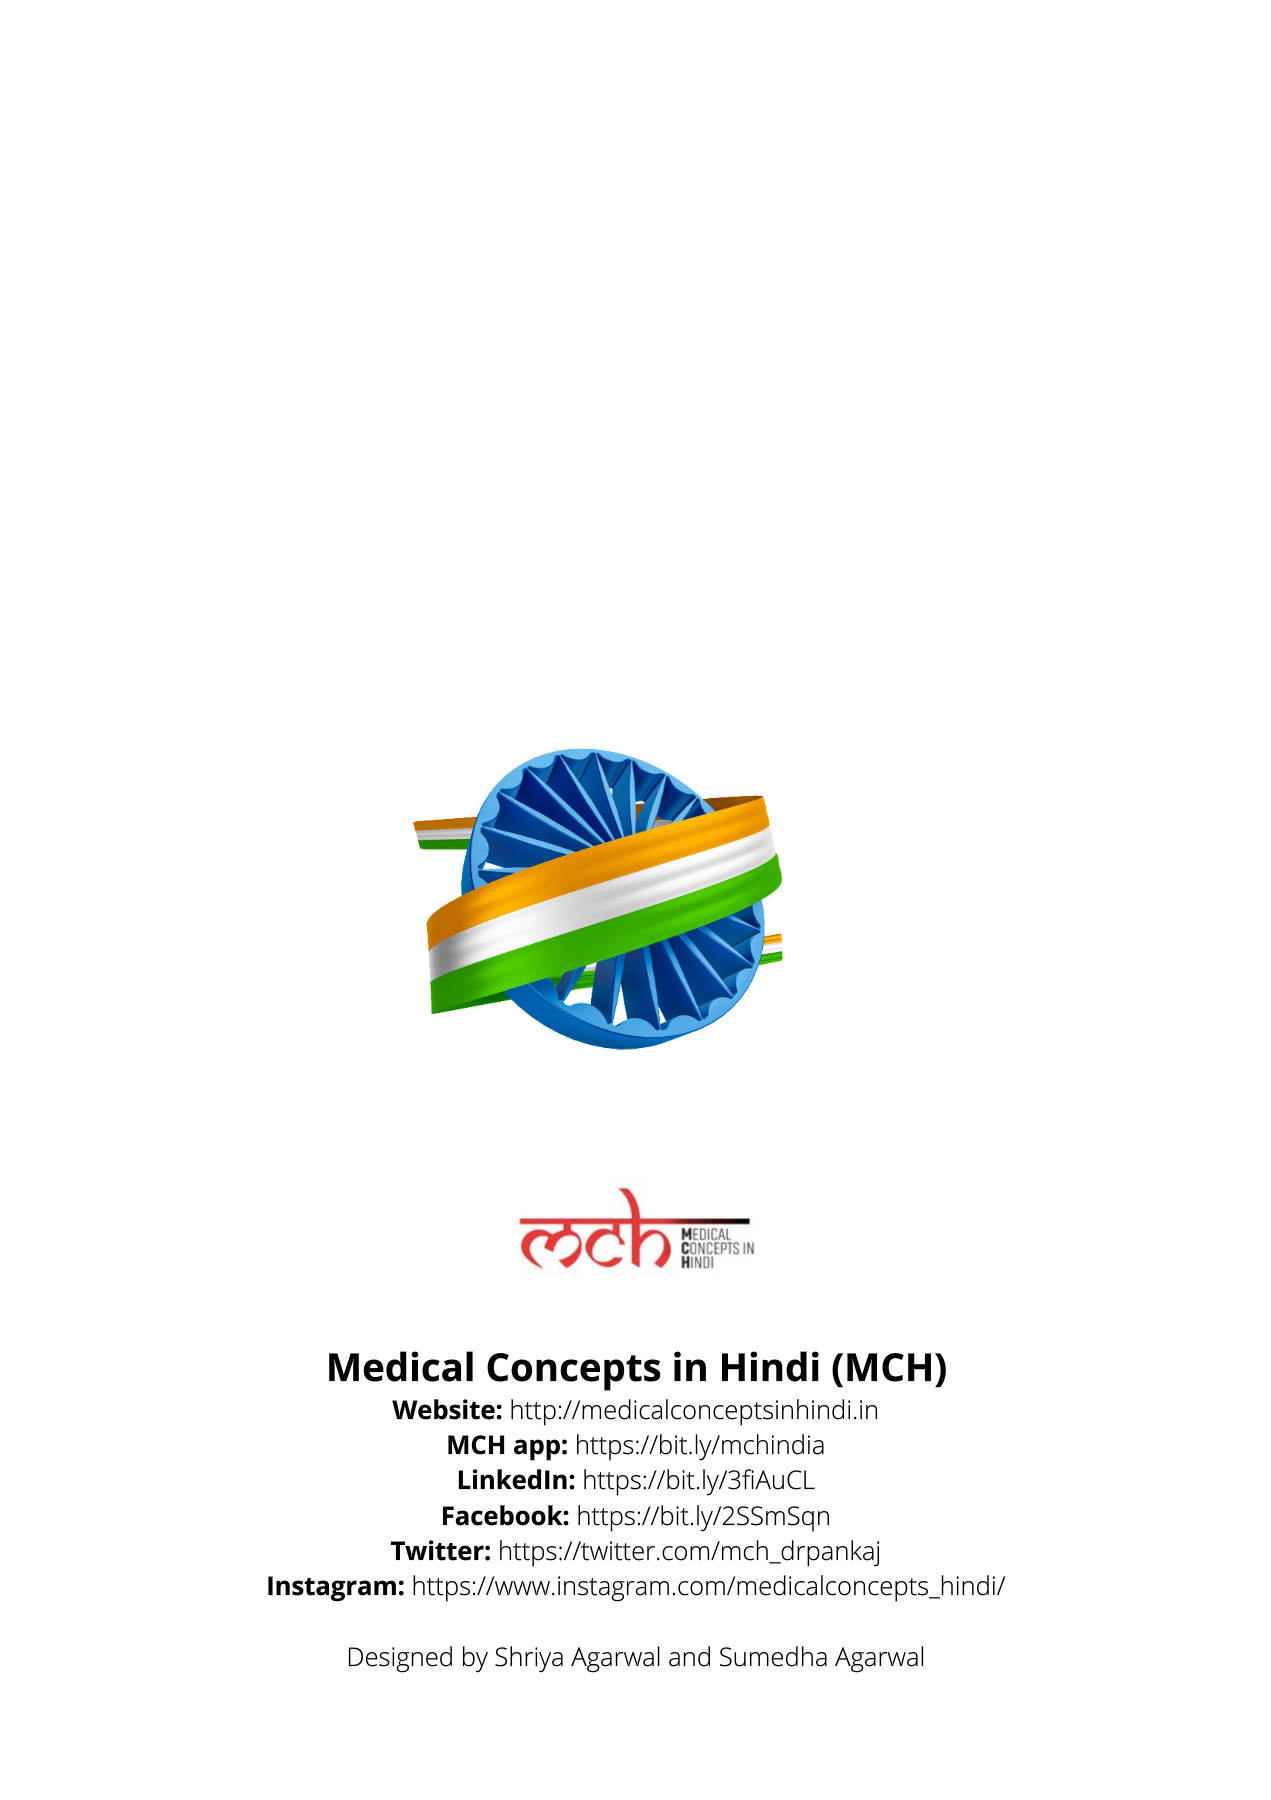 mch
MEDICAL
CONCEPTS IN
HINDI
Medical Concepts in Hindi (MCH)
Website: http://medicalconceptsinhindi.in
MCH app: https://bit.ly/mchindia
LinkedIn: https://bit.ly/3fiAuCL
Facebook: https://bit.ly/2SSmSqn
Twitter: https://twitter.com/mch_drpankaj
Instagram: https://www.instagram.com/medicalconcepts_hindi/
Designed by Shriya Agarwal and Sumedha Agarwal